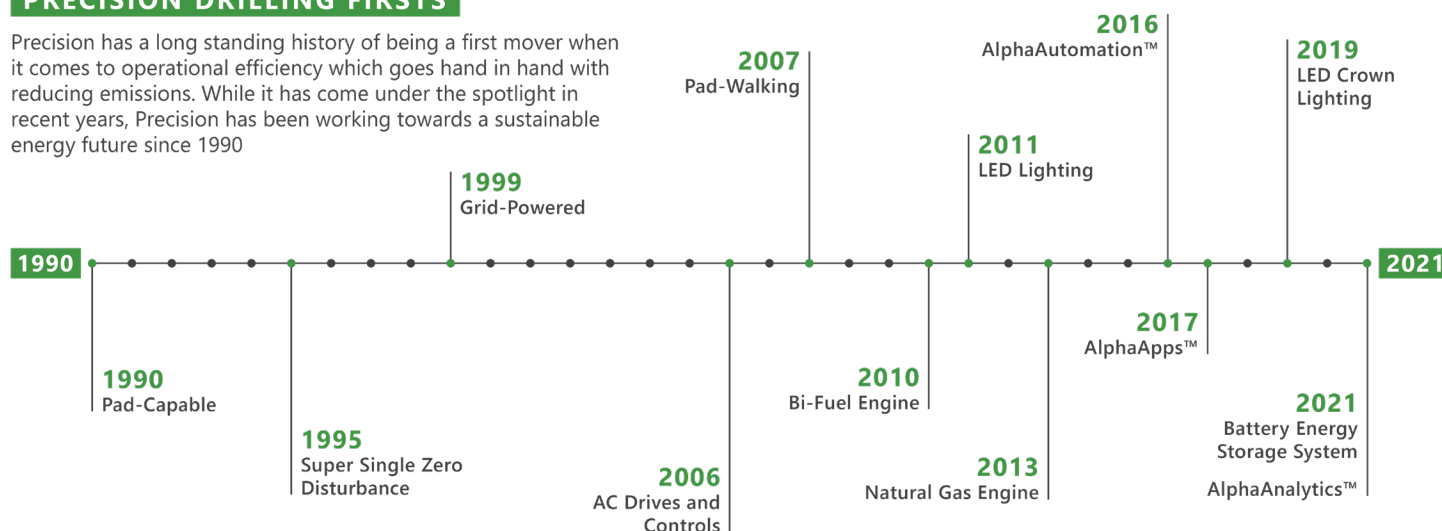 PRECISION DRILLING FIRSTS
Precision has a long standing history of being a first mover when
it comes to operational efficiency which goes hand in hand with
reducing emissions. While it has come under the spotlight in
recent years, Precision has been working towards a sustainable
energy future since 1990
1990
1990
Pad-Capable
1995
Super Single Zero
Disturbance
1999
Grid-Powered
2006
AC Drives and
Controls
2007
Pad-Walking
2010
Bi-Fuel Engine
2011
LED Lighting
2013
Natural Gas Engine
2016
AlphaAutomation™
2017
AlphaApps™
2019
LED Crown
Lighting
2021
Battery Energy
Storage System
AlphaAnalytics™
2021